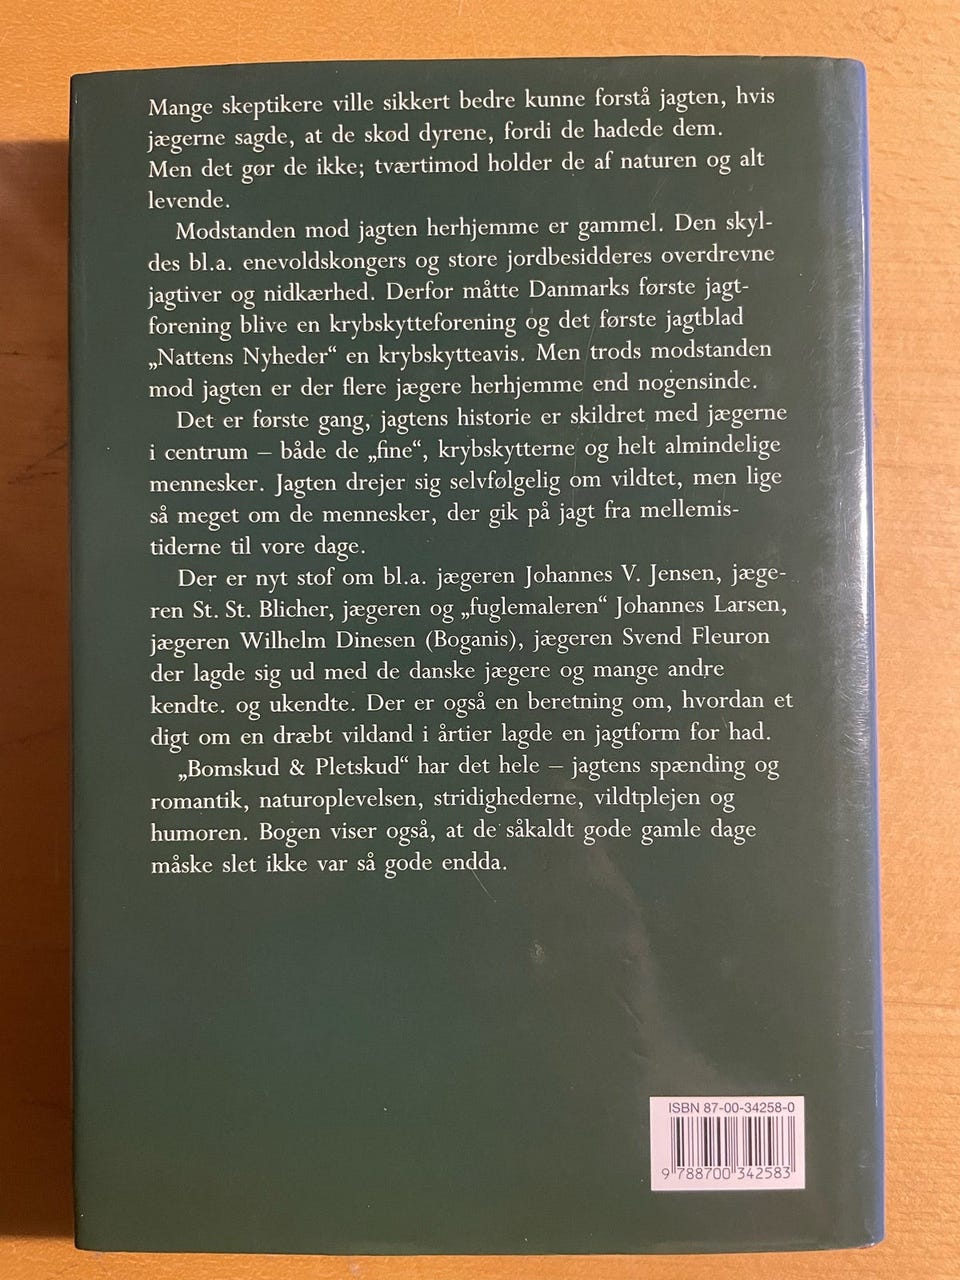 Mange skeptikere ville sikkert bedre kunne forstå jagten, hvis
jægerne sagde, at de skød dyrene, fordi de hadede dem.
Men det gør de ikke; tværtimod holder de af naturen og alt
levende.
Modstanden mod jagten herhjemme er gammel. Den skyl-
des bl.a. enevoldskongers og store jordbesidderes overdrevne
jagtiver og nidkærhed. Derfor måtte Danmarks første jagt-
forening blive en krybskytteforening og det første jagtblad
„Nattens Nyheder“ en krybskytteavis. Men trods modstanden
mod jagten er der flere jægere herhjemme end nogensinde.
Det er første gang, jagtens historie er skildret med jægerne
i centrum – både de „fine“, krybskytterne og helt almindelige
mennesker. Jagten drejer sig selvfølgelig om vildtet, men lige
så meget om de mennesker, der gik på jagt fra mellemis-
tiderne til vore dage.
Der er nyt stof om bl.a. jægeren Johannes V. Jensen, jæge-
ren St. St. Blicher, jægeren og „fuglemaleren“ Johannes Larsen,
jægeren Wilhelm Dinesen (Boganis), jægeren Svend Fleuron
der lagde sig ud med de danske jægere og mange andre
kendte. og ukendte. Der er også en beretning om, hvordan et
digt om en dræbt vildand i årtier lagde en jagtform for had.
„Bomskud & Pletskud“ har det hele – jagtens spænding og
romantik, naturoplevelsen, stridighederne, vildtplejen og
humoren. Bogen viser også, at de såkaldt gode gamle dage
måske slet ikke var så gode endda.
ISBN 87-00-34258-0
9 788700 342583